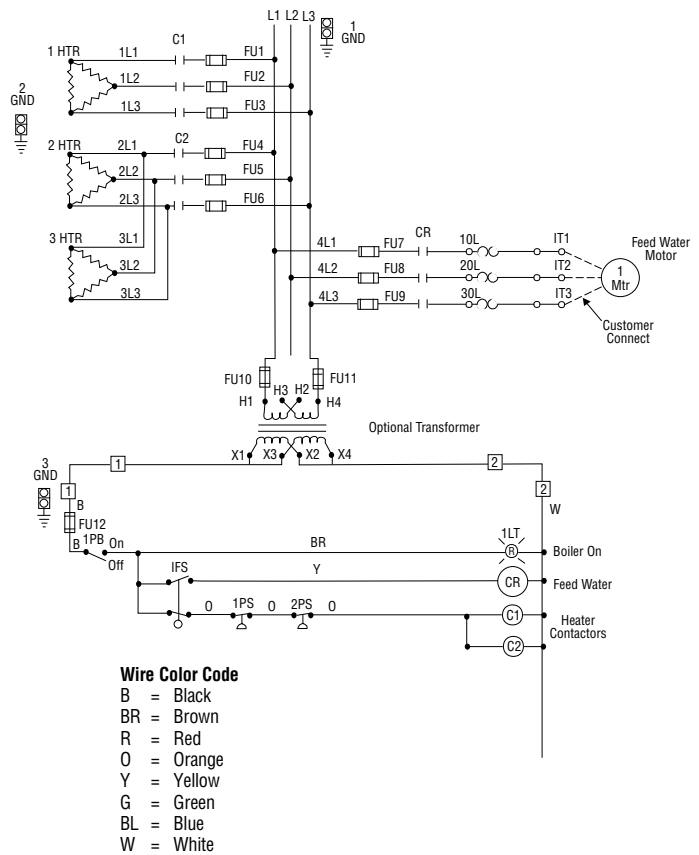 L1 L2 L3
1
GND
C1
1 HTR 1L1 FU1
1L2 FU2
1L3 FU3
2
GND
C2
2 HTR 2L1 FU4
2L2 FU5
2L3 FU6
3 HTR 3L1
3L2
3L3
CR
4L1 FU7 10L IT1
4L2 FU8 20L IT2
4L3 FU9 30L IT3
Feed Water
Motor
1
Mtr
Customer
Connect
FU10 FU11
H1 H3 H2 H4
Optional Transformer
X1 X3 X2 X4
1 2
3
GND
1 2
B W
FU12
B 1PB On
Off
BR
1LT
R
Boiler On
IFS
Y
CR
Feed Water
O 1PS O 2PS O
C1
Heater
Contactors
C2
Wire Color Code
B = Black
BR = Brown
R = Red
O = Orange
Y = Yellow
G = Green
BL = Blue
W = White